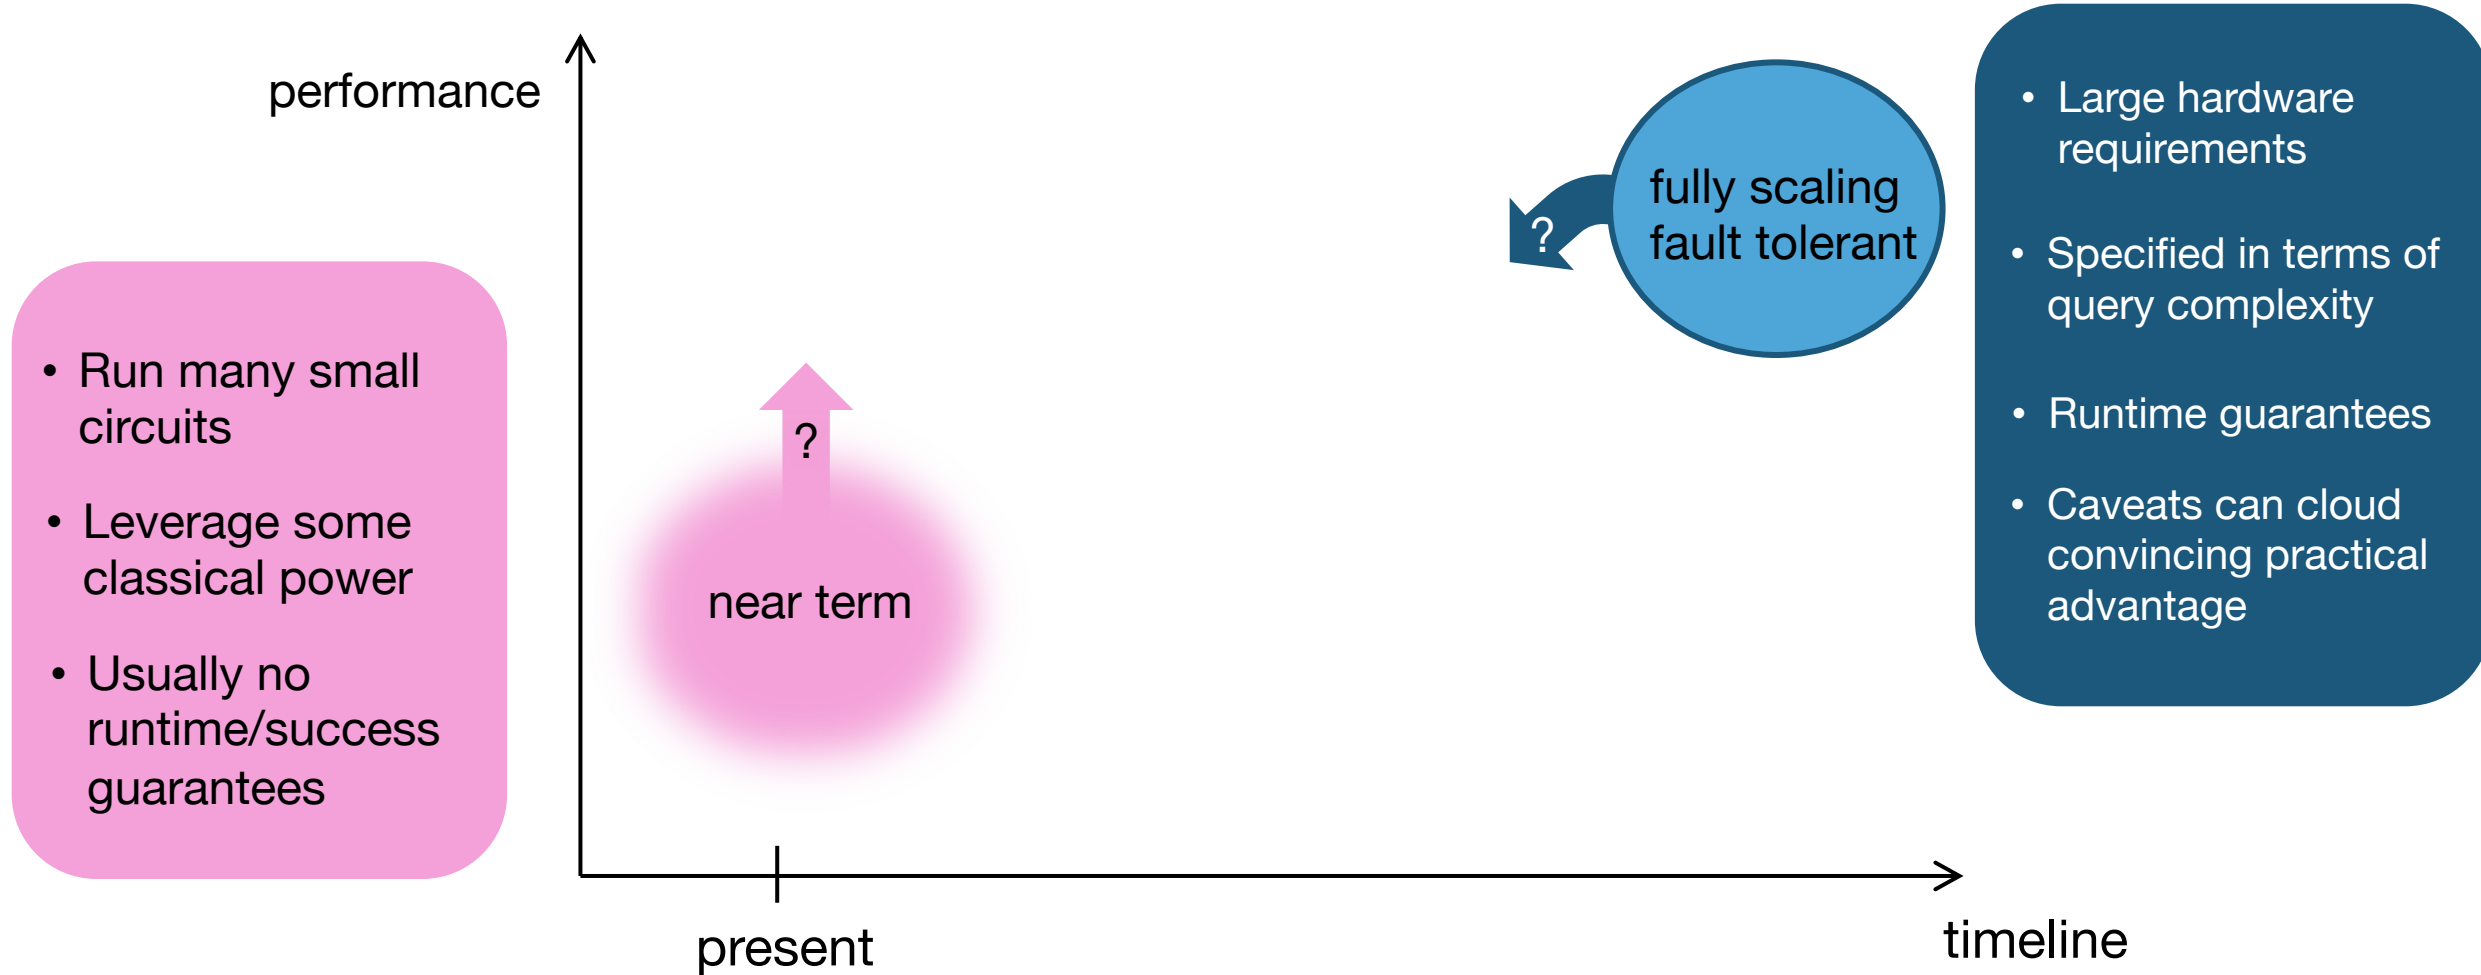 performance
• Run many small
circuits
• Leverage some
classical power
• Usually no
runtime/success
guarantees
?
near term
?
fully scaling
fault tolerant
• Large hardware
requirements
• Specified in terms of
query complexity
• Runtime guarantees
• Caveats can cloud
convincing practical
advantage
present
timeline